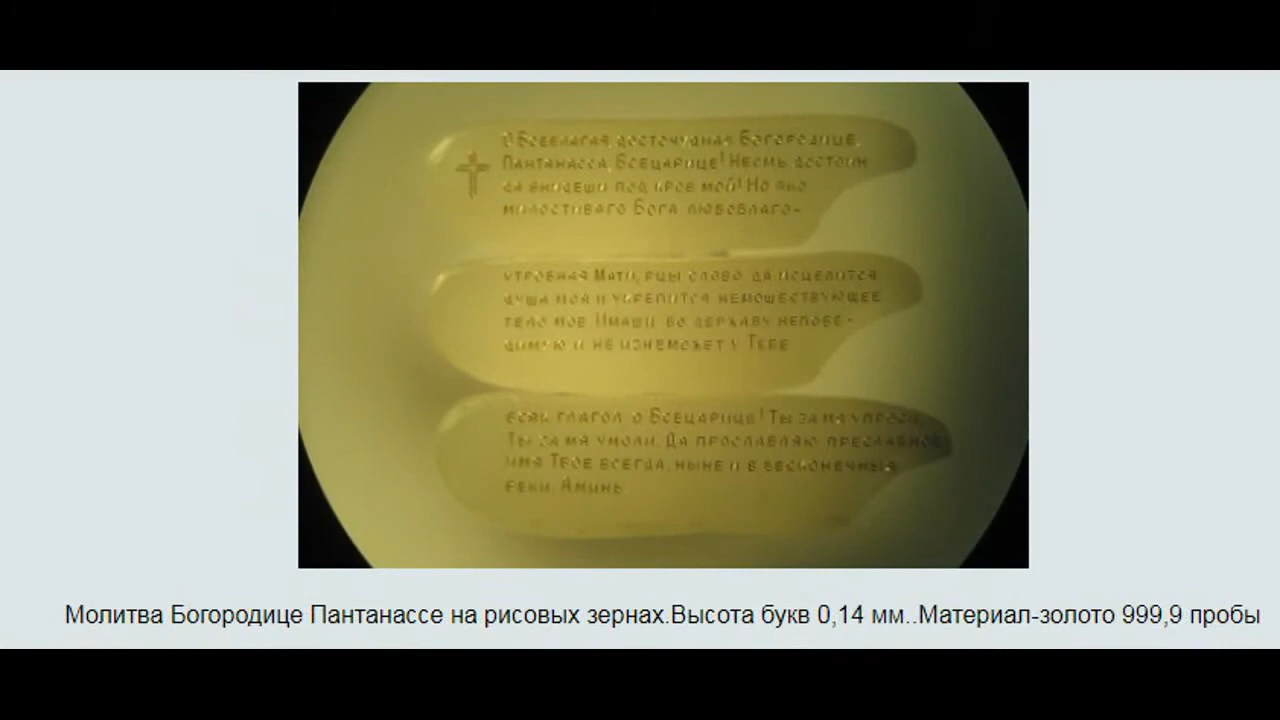 О Всеблагая, досточудная Богородице,
Пантанасса, Всецарице! Несмь достоин
да внидеши под кров мой! Но яко
милостиваго Бога любоблаго-
утробная Мати, рцы слово да исцелится
душа моя и укрепится немоществующее
тело мое. Имаши бо державу непобе-
димую и не изнеможет у Тебе
всяк глагол о Всецарице! Ты за мя упроси,
Ты за мя умоли. Да прославляю преславное
имя Твое всегда, ныне и в бесконечныя
веки. Аминь
Молитва Богородице Пантанассе на рисовых зернах.Высота букв 0,14 мм..Материал-золото 999,9 пробы